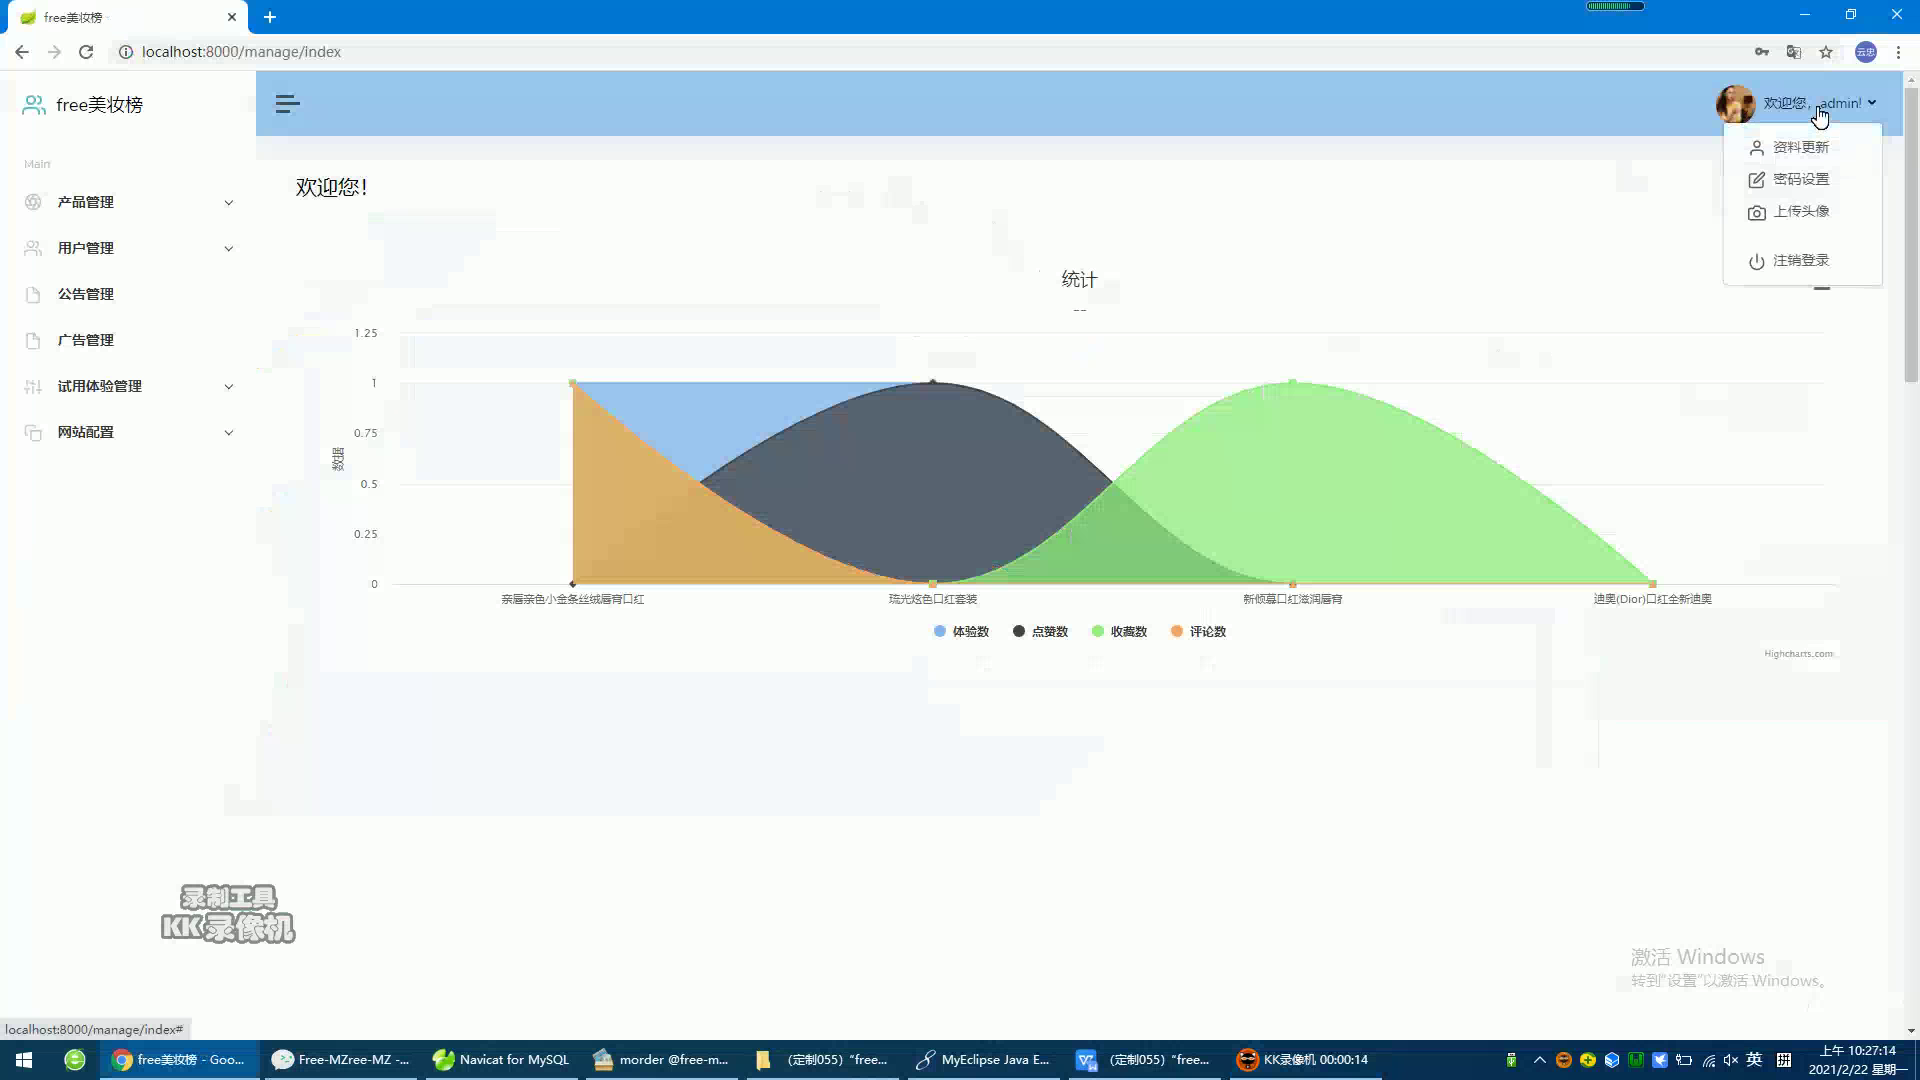 free美妆榜
localhost:8000/manage/index
云忠
free美妆榜
欢迎您，admin!
资料更新
密码设置
上传头像
注销登录
Main
产品管理
用户管理
公告管理
广告管理
试用体验管理
网站配置
欢迎您!
统计
--
1.25
1
0.75
0.5
0.25
0
数据
亲唇亲色小金条丝绒唇膏口红
琉光炫色口红套装
新倾慕口红滋润唇膏
迪奥(Dior)口红全新迪奥
体验数
点赞数
收藏数
评论数
Highcharts.com
录制工具
KK录像机
激活 Windows
转到"设置"以激活 Windows。
localhost:8000/manage/index#
free美妆榜 - Goo...
Free-MZree-MZ -...
Navicat for MySQL
morder @free-m...
(定制055)“free...
MyEclipse Java E...
(定制055)“free...
KK录像机 00:00:14
英
拼
上午 10:27:14
2021/2/22 星期一